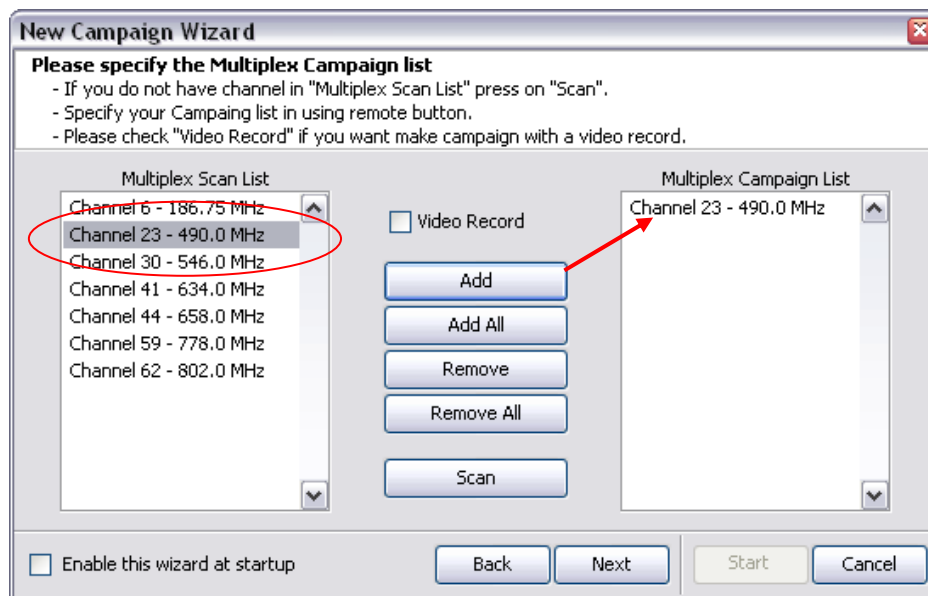 New Campaign Wizard
Please specify the Multiplex Campaign list
- If you do not have channel in "Multiplex Scan List" press on "Scan".
- Specify your Campaing list in using remote button.
- Please check "Video Record" if you want make campaign with a video record.
Multiplex Scan List
Channel 6 - 186.75 MHz
Channel 23 - 490.0 MHz
Channel 30 - 546.0 MHz
Channel 41 - 634.0 MHz
Channel 44 - 658.0 MHz
Channel 59 - 778.0 MHz
Channel 62 - 802.0 MHz
Video Record
Add
Add All
Remove
Remove All
Scan
Multiplex Campaign List
Channel 23 - 490.0 MHz
Enable this wizard at startup
Back
Next
Start
Cancel